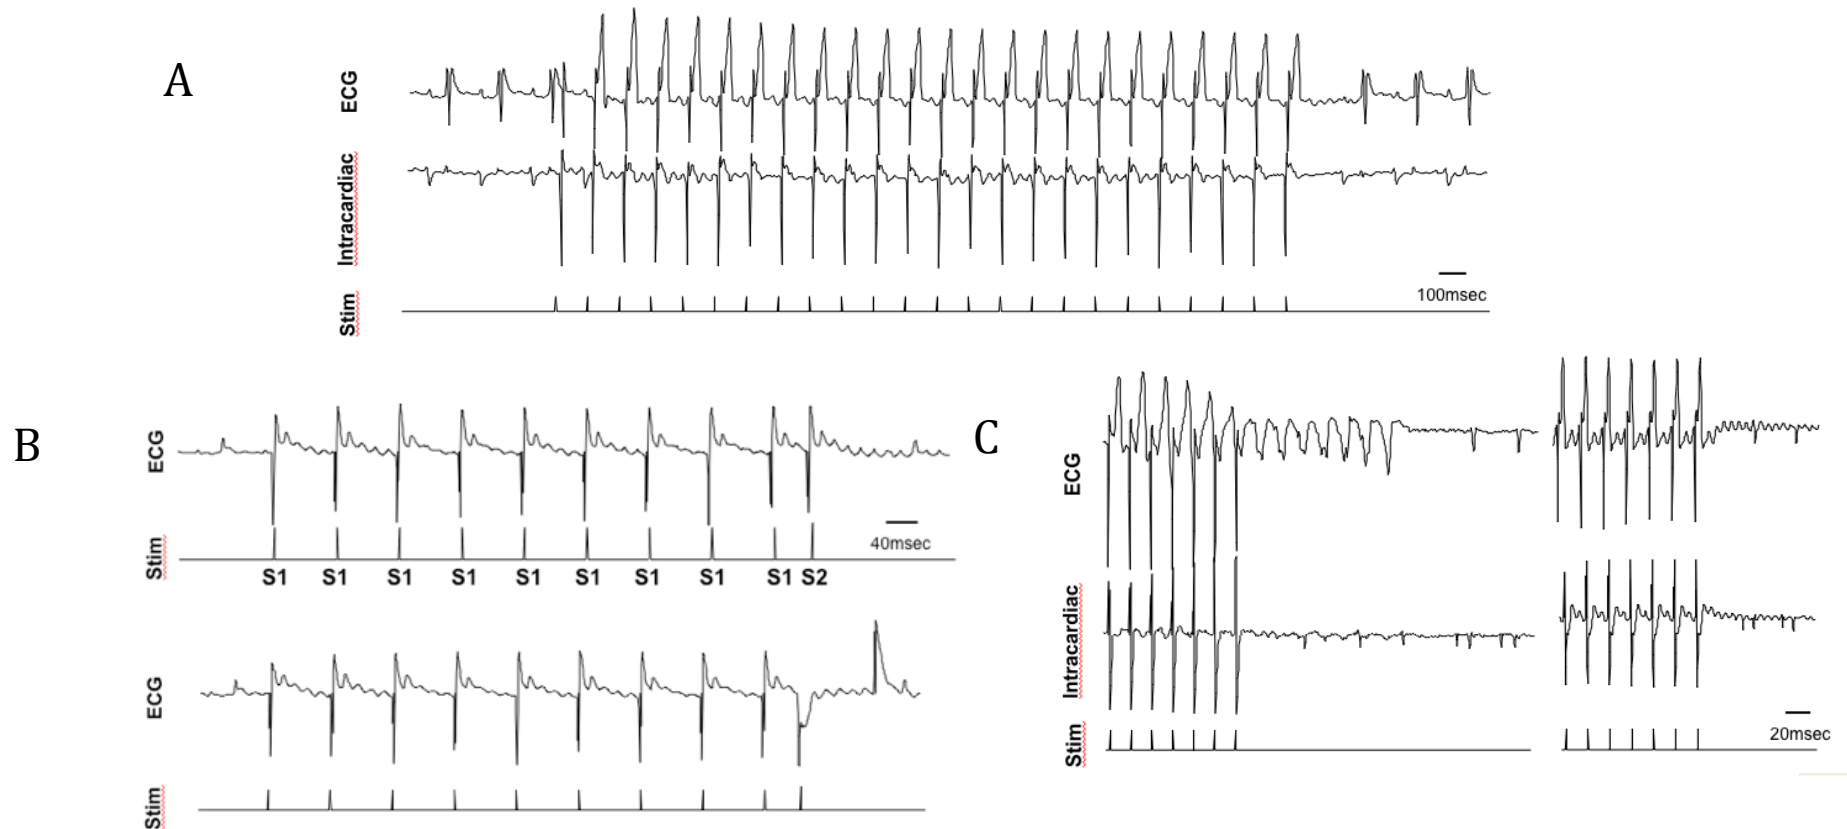 A
ECG
Intracardiac
Stim
100msec
B
ECG
Stim
40msec
S1 S1 S1 S1 S1 S1 S1 S1 S1 S2
ECG
Stim
C
ECG
Intracardiac
Stim
20msec